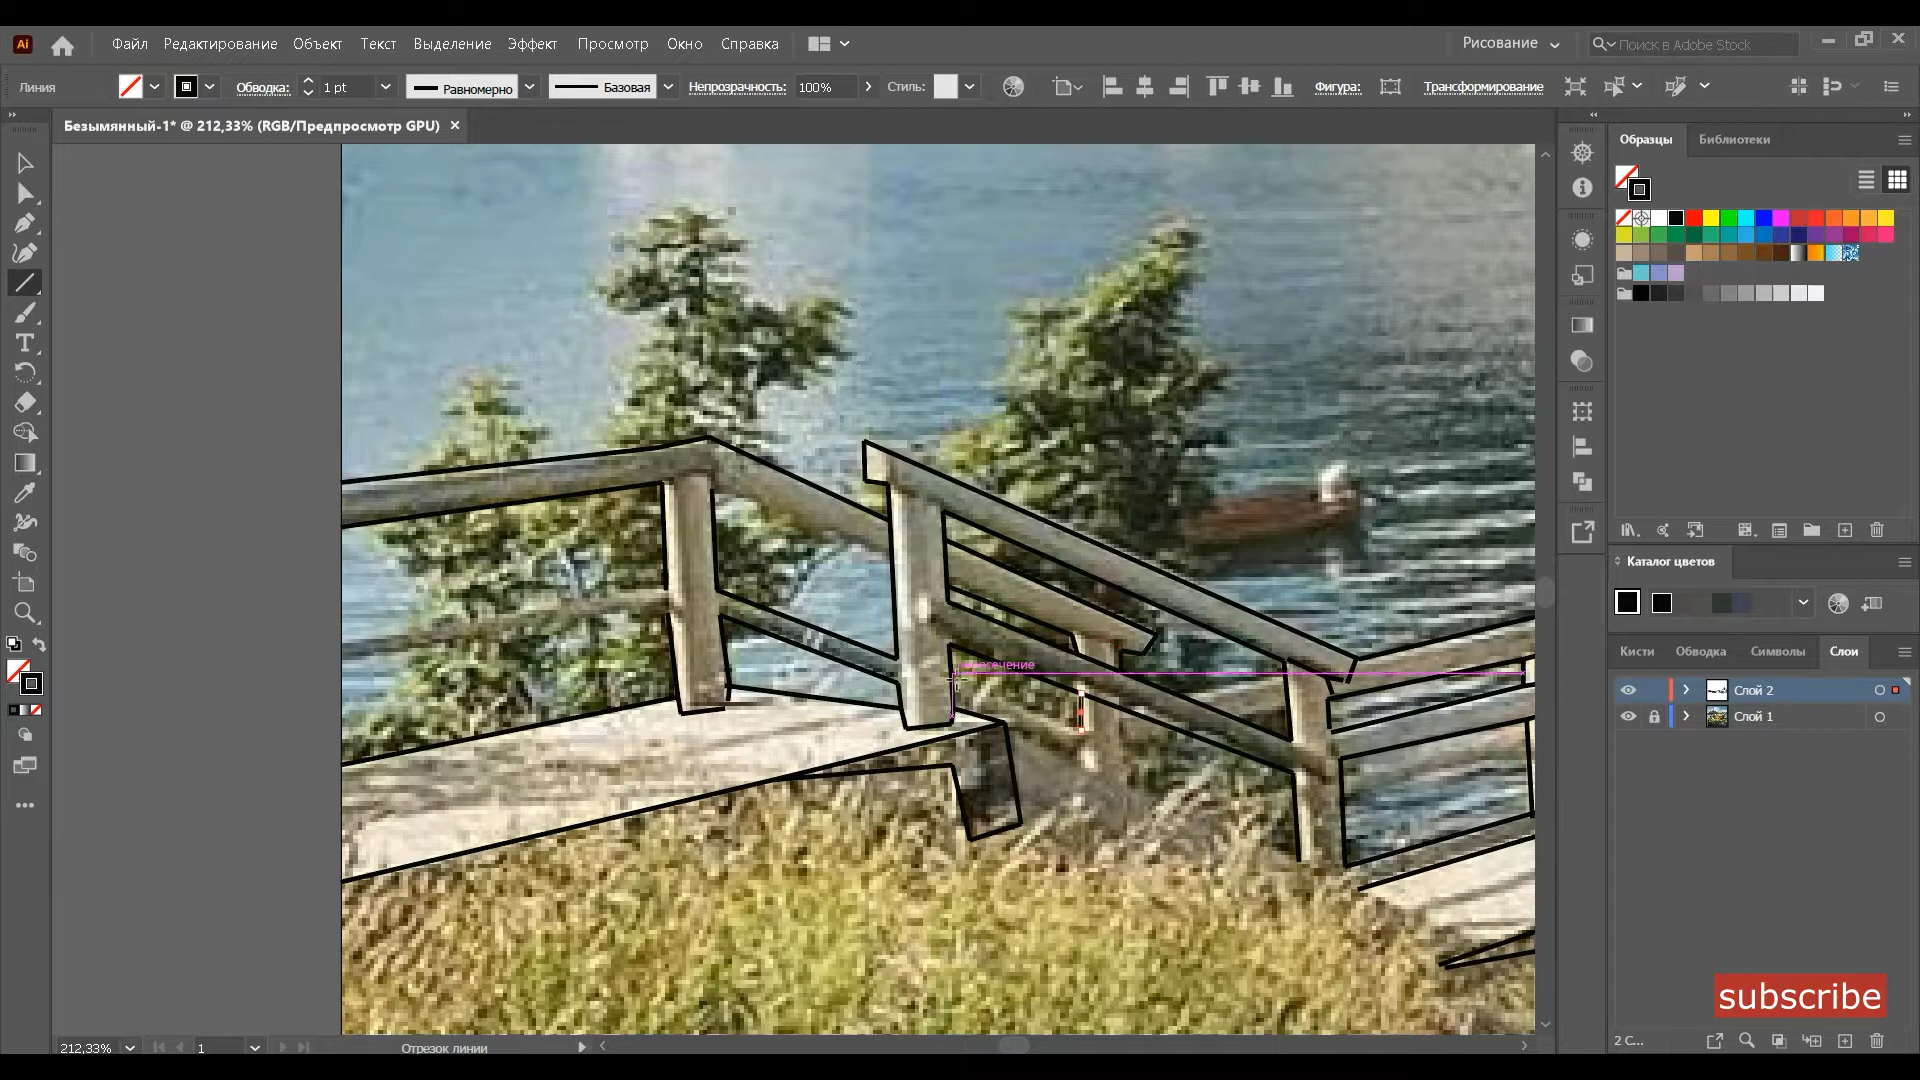 Ai
Файл Редактирование Объект Текст Выделение Эффект Просмотр Окно Справка
Рисование
Поиск в Adobe Stock
Линия
Обводка: 1 pt
Равномерно
Базовая
Непрозрачность: 100%
Стиль:
Фигура:
Трансформирование
Безымянный-1* @ 212,33% (RGB/Предпросмотр GPU)
Образцы Библиотеки
Каталог цветов
Кисти Обводка Символы Слои
Слой 2
Слой 1
subscribe
2 С...
212,33% 1 Отрезок линии